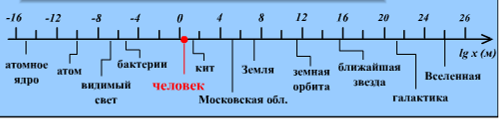 -16 -12 -8 -4 0 4 8 12 16 20 24 26
lg x (м)
атомное ядро
атом
видимый свет
бактерии
человек
кит
Московская обл.
Земля
земная орбита
ближайшая звезда
галактика
Вселенная